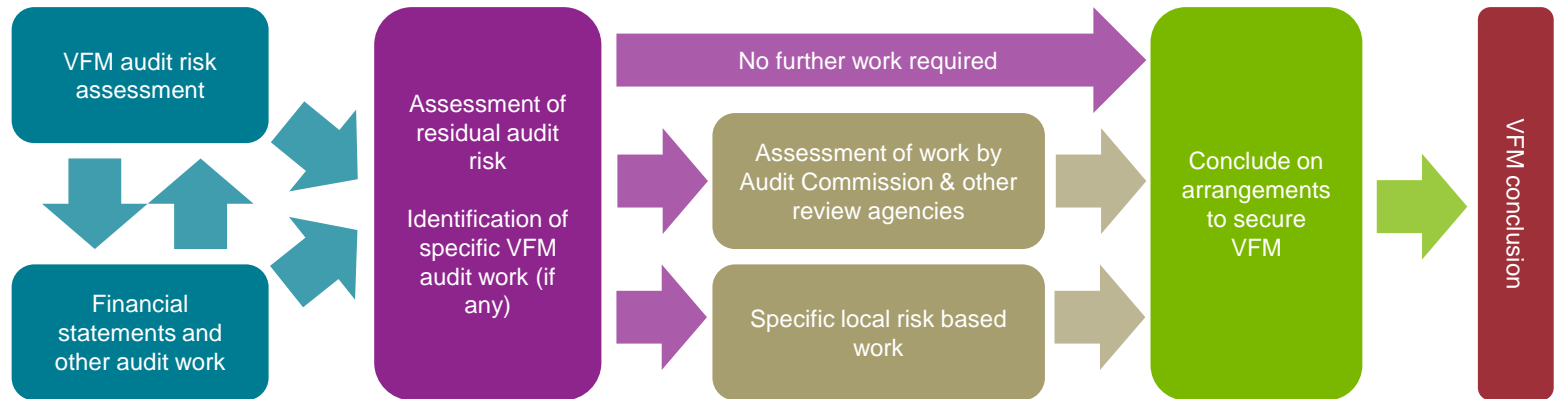 VFM audit risk
assessment
Financial
statements and
other audit work
Assessment of
residual audit
risk
Identification of
specific VFM
audit work (if
any)
No further work required
Assessment of work by
Audit Commission & other
review agencies
Specific local risk based
work
Conclude on
arrangements
to secure
VFM
VFM conclusion